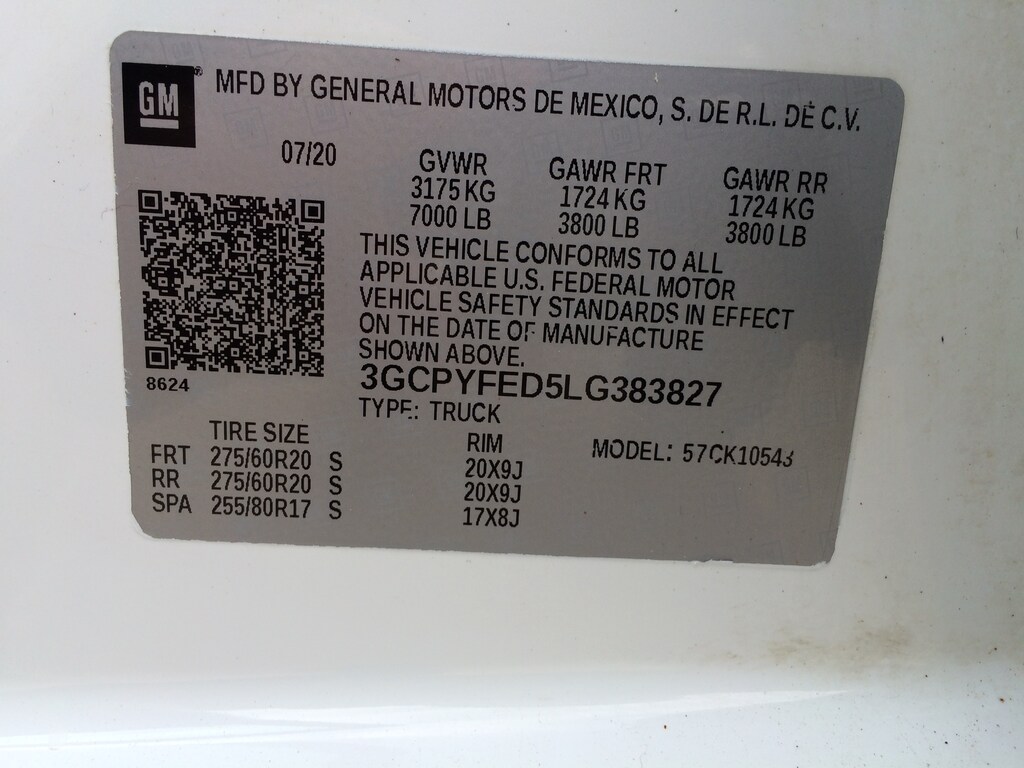 GM
MFD BY GENERAL MOTORS DE MEXICO, S. DE R.L. DE C.V.
07/20
GVWR GAWR FRT GAWR RR
3175 KG 1724 KG 1724 KG
7000 LB 3800 LB 3800 LB
THIS VEHICLE CONFORMS TO ALL
APPLICABLE U.S. FEDERAL MOTOR
VEHICLE SAFETY STANDARDS IN EFFECT
ON THE DATE OF MANUFACTURE
SHOWN ABOVE.
8624
3GCPYFED5LG383827
TYPE: TRUCK
TIRE SIZE RIM MODEL: 57CK10543
FRT 275/60R20 S 20X9J
RR 275/60R20 S 20X9J
SPA 255/80R17 S 17X8J